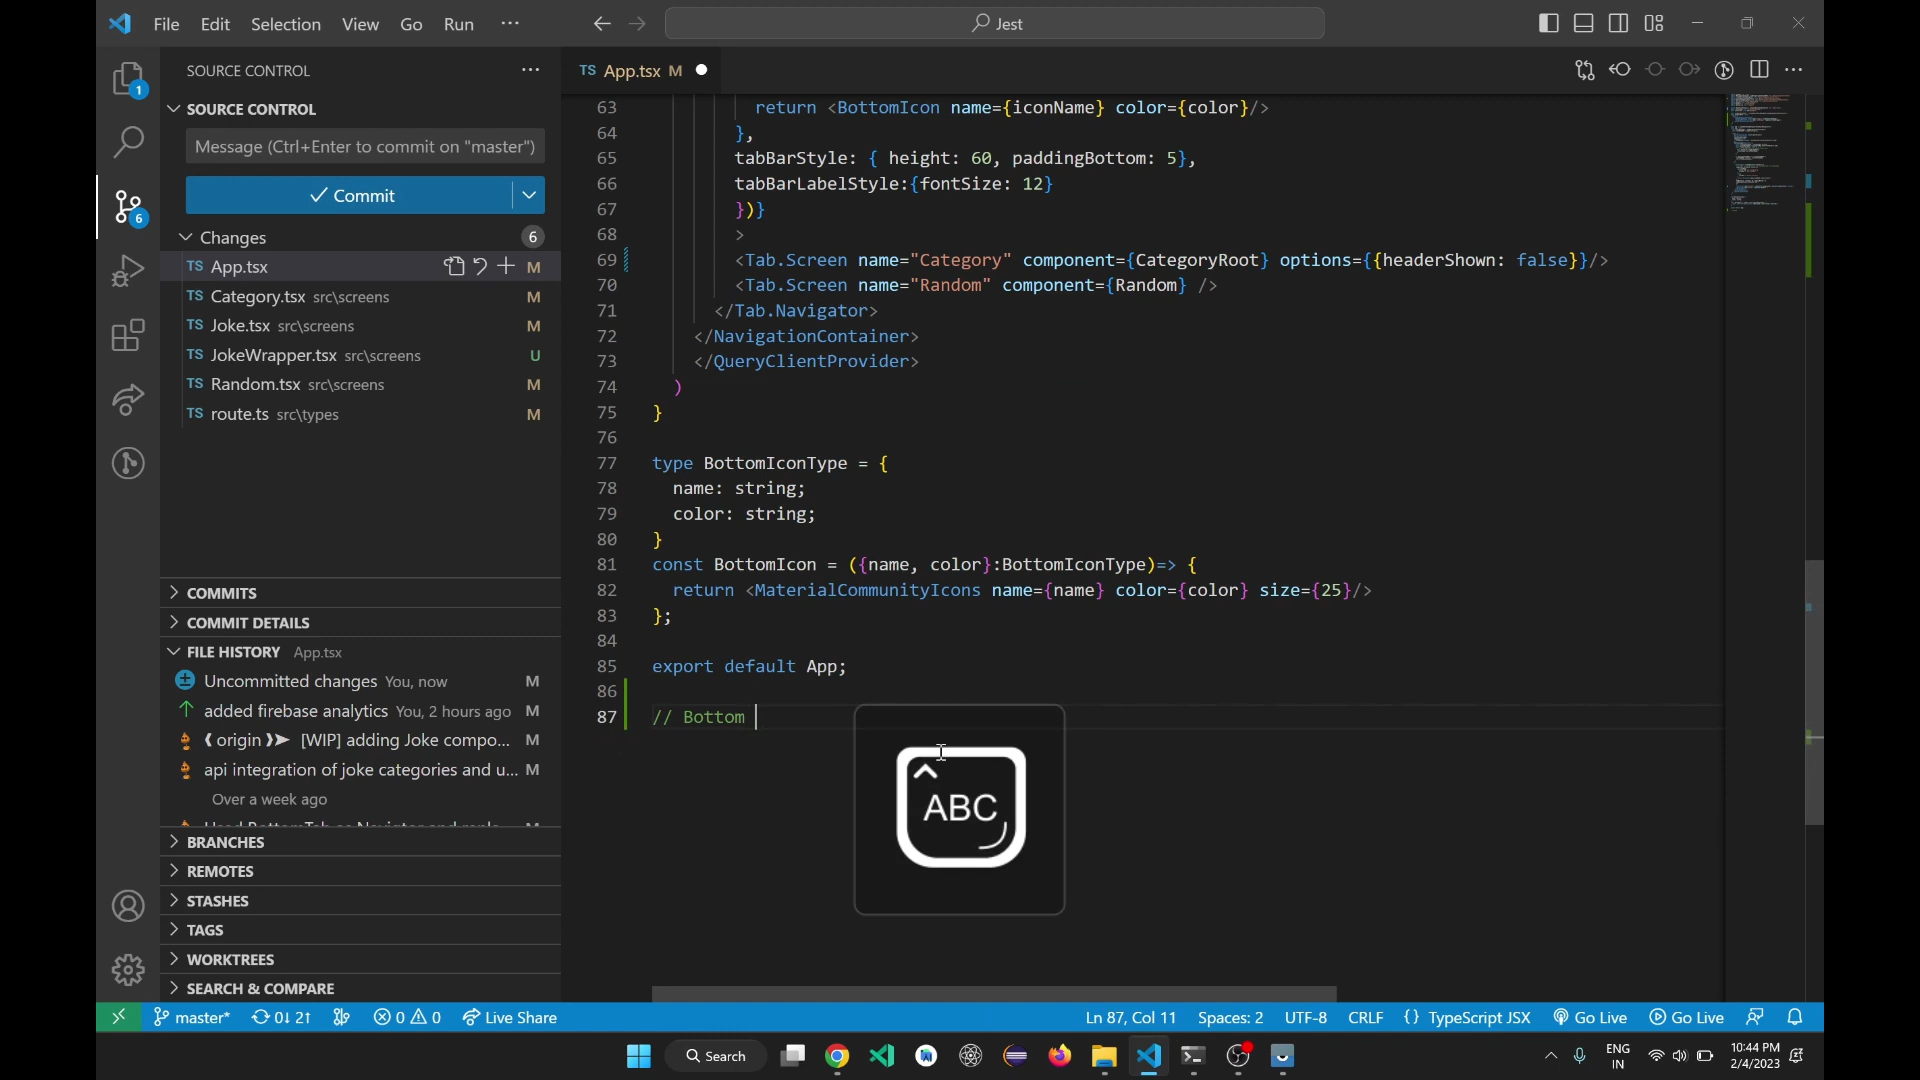 File Edit Selection View Go Run ···
Jest
SOURCE CONTROL ···
SOURCE CONTROL
Message (Ctrl+Enter to commit on "master")
Commit
Changes 6
TS App.tsx M
TS Category.tsx src\screens M
TS Joke.tsx src\screens M
TS JokeWrapper.tsx src\screens U
TS Random.tsx src\screens M
TS route.ts src\types M
COMMITS
COMMIT DETAILS
FILE HISTORY App.tsx
Uncommitted changes You, now M
added firebase analytics You, 2 hours ago M
origin [WIP] adding Joke compo... M
api integration of joke categories and u... M
Over a week ago
BRANCHES
REMOTES
STASHES
TAGS
WORKTREES
SEARCH & COMPARE
1
6
TS App.tsx M
63 return <BottomIcon name={iconName} color={color}/>
64 },
65 tabBarStyle: { height: 60, paddingBottom: 5},
66 tabBarLabelStyle:{fontSize: 12}
67 })}
68 >
69 <Tab.Screen name="Category" component={CategoryRoot} options={{headerShown: false}}/>
70 <Tab.Screen name="Random" component={Random} />
71 </Tab.Navigator>
72 </NavigationContainer>
73 </QueryClientProvider>
74 )
75 }
76
77 type BottomIconType = {
78 name: string;
79 color: string;
80 }
81 const BottomIcon = ({name, color}:BottomIconType)=> {
82 return <MaterialCommunityIcons name={name} color={color} size={25}/>
83 };
84
85 export default App;
86
87 // Bottom
ABC
master* 0↓ 2↑ 0 0 Live Share Ln 87, Col 11 Spaces: 2 UTF-8 CRLF {} TypeScript JSX Go Live Go Live
Search ENG IN 10:44 PM 2/4/2023